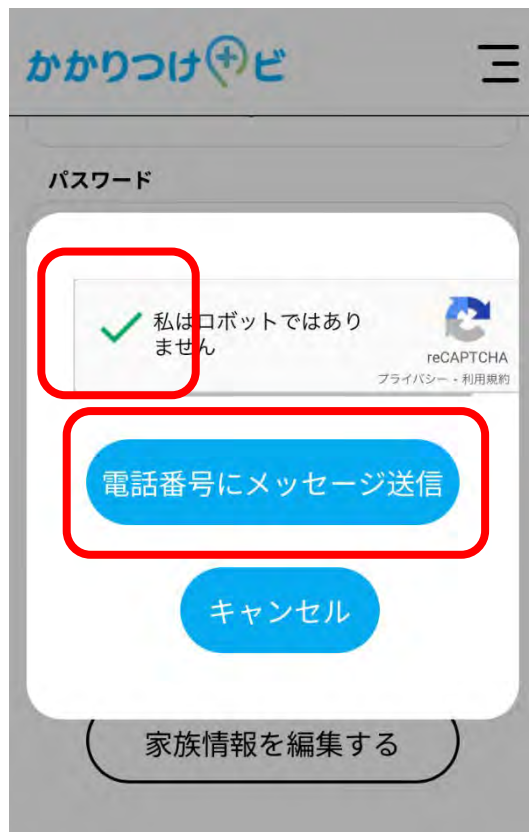 かかりつけナビ
パスワード
私はロボットではあり
ません
reCAPTCHA
プライバシー - 利用規約
電話番号にメッセージ送信
キャンセル
家族情報を編集する